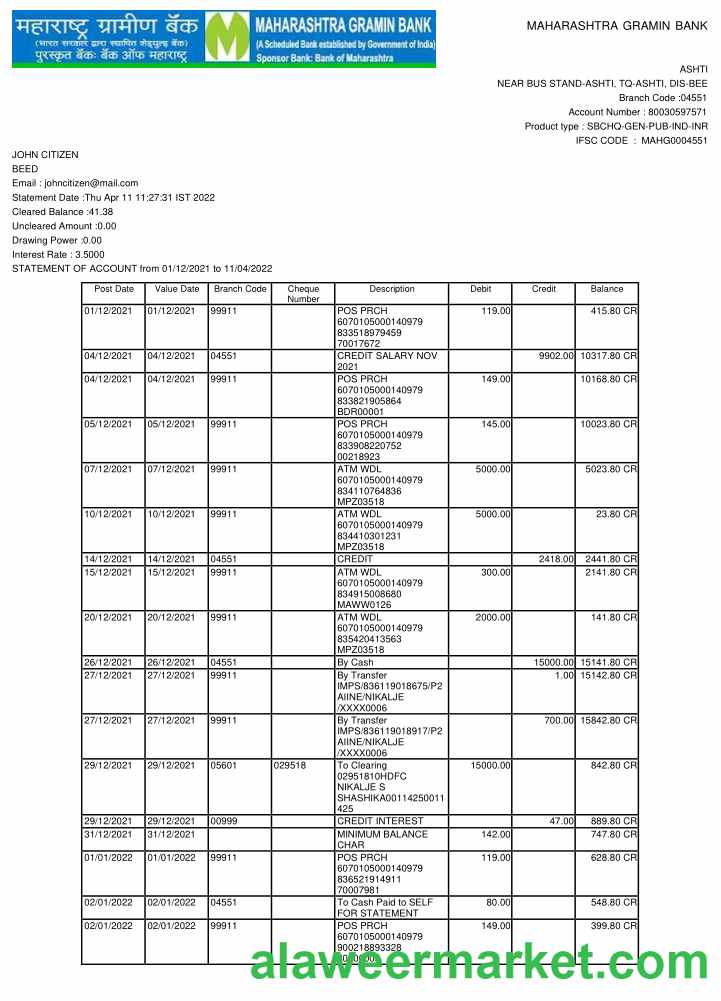 महाराष्ट्र ग्रामीण बँक
(भारत सरकार द्वारा स्थापित शेड्युल्ड बँक)
पुरस्कृत बँक: बँक ऑफ महाराष्ट्र
MAHARASHTRA GRAMIN BANK
(A Scheduled Bank established by Government of India)
Sponsor Bank: Bank of Maharashtra
MAHARASHTRA GRAMIN BANK
ASHTI
NEAR BUS STAND-ASHTI, TQ-ASHTI, DIS-BEE
Branch Code :04551
Account Number : 80030597571
Product type : SBCHQ-GEN-PUB-IND-INR
IFSC CODE : MAHG0004551
JOHN CITIZEN
BEED
Email : johncitizen@mail.com
Statement Date :Thu Apr 11 11:27:31 IST 2022
Cleared Balance :41.38
Uncleared Amount :0.00
Drawing Power :0.00
Interest Rate : 3.5000
STATEMENT OF ACCOUNT from 01/12/2021 to 11/04/2022
Post Date Value Date Branch Code Cheque Description Debit Credit Balance
Number
01/12/2021 01/12/2021 99911 POS PRCH 119.00 415.80 CR
6070105000140979
833518979459
70017672
04/12/2021 04/12/2021 04551 CREDIT SALARY NOV 9902.00 10317.80 CR
2021
04/12/2021 04/12/2021 99911 POS PRCH 149.00 10168.80 CR
6070105000140979
833821905864
BDR00001
05/12/2021 05/12/2021 99911 POS PRCH 145.00 10023.80 CR
6070105000140979
833908220752
00218923
07/12/2021 07/12/2021 99911 ATM WDL 5000.00 5023.80 CR
6070105000140979
834110764836
MPZ03518
10/12/2021 10/12/2021 99911 ATM WDL 5000.00 23.80 CR
6070105000140979
834410301231
MPZ03518
14/12/2021 14/12/2021 04551 CREDIT 2418.00 2441.80 CR
15/12/2021 15/12/2021 99911 ATM WDL 300.00 2141.80 CR
6070105000140979
834915008680
MAWW0126
20/12/2021 20/12/2021 99911 ATM WDL 2000.00 141.80 CR
6070105000140979
835420413563
MPZ03518
26/12/2021 26/12/2021 04551 By Cash 15000.00 15141.80 CR
27/12/2021 27/12/2021 99911 By Transfer 1.00 15142.80 CR
IMPS/836119018675/P2
AIINE/NIKALJE
/XXXX0006
27/12/2021 27/12/2021 99911 By Transfer 700.00 15842.80 CR
IMPS/836119018917/P2
AIINE/NIKALJE
/XXXX0006
29/12/2021 29/12/2021 05601 029518 To Clearing 15000.00 842.80 CR
02951810HDFC
NIKALJE S
SHASHIKA00114250011
425
29/12/2021 29/12/2021 00999 CREDIT INTEREST 47.00 889.80 CR
31/12/2021 31/12/2021 MINIMUM BALANCE 142.00 747.80 CR
CHAR
01/01/2022 01/01/2022 99911 POS PRCH 119.00 628.80 CR
6070105000140979
836521914911
70007981
02/01/2022 02/01/2022 04551 To Cash Paid to SELF 80.00 548.80 CR
FOR STATEMENT
02/01/2022 02/01/2022 99911 POS PRCH 149.00 399.80 CR
6070105000140979
900218893328
alaweermarket.com